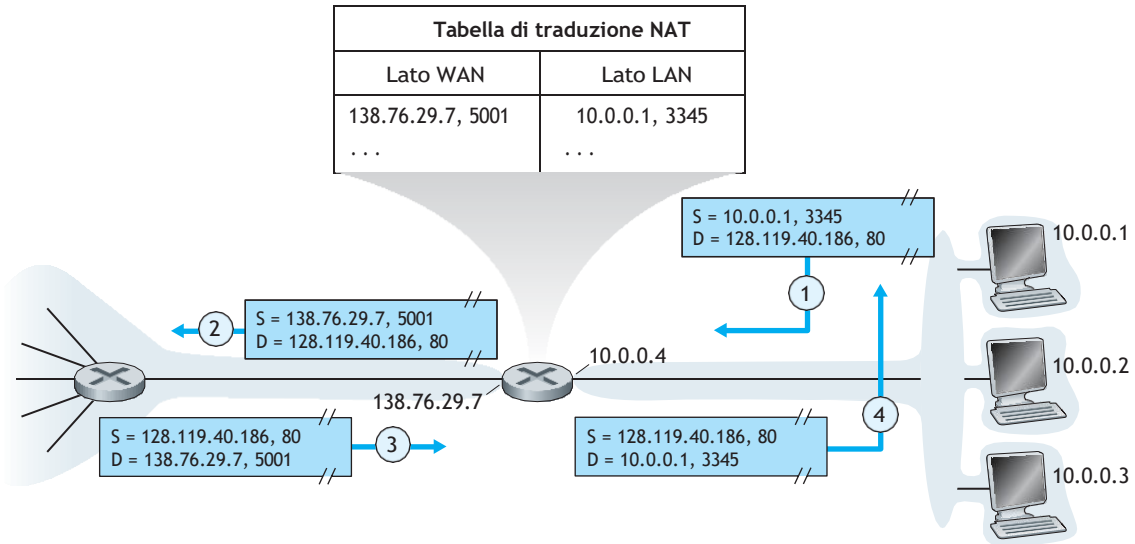 Tabella di traduzione NAT
Lato WAN
Lato LAN
138.76.29.7, 5001
10.0.0.1, 3345
. . .
. . .
S = 10.0.0.1, 3345
D = 128.119.40.186, 80
10.0.0.1
1
S = 138.76.29.7, 5001
D = 128.119.40.186, 80
2
10.0.0.4
10.0.0.2
138.76.29.7
S = 128.119.40.186, 80
D = 138.76.29.7, 5001
3
S = 128.119.40.186, 80
D = 10.0.0.1, 3345
4
10.0.0.3